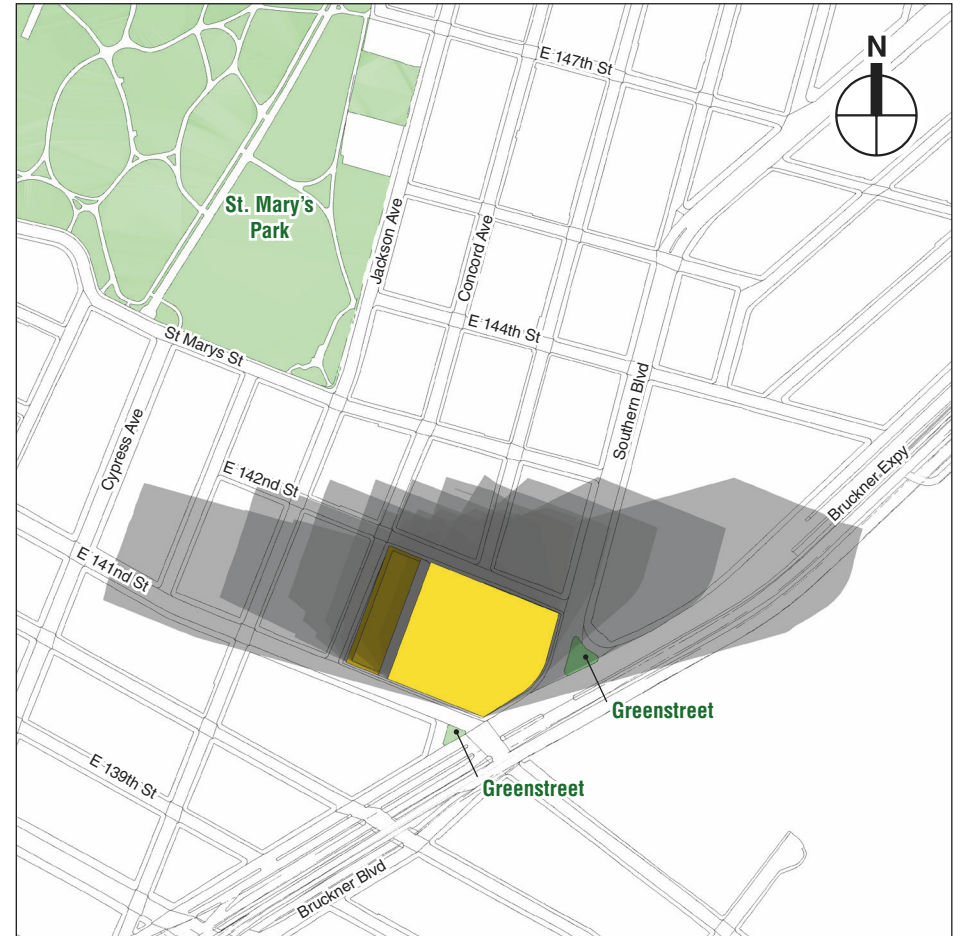 E 147th St
N
St. Mary's
Park
Jackson Ave
Concord Ave
E 144th St
St Marys St
Southern Blvd
Cypress Ave
Bruckner Expy
E 142nd St
E 141nd St
Greenstreet
Greenstreet
E 139th St
Bruckner Blvd